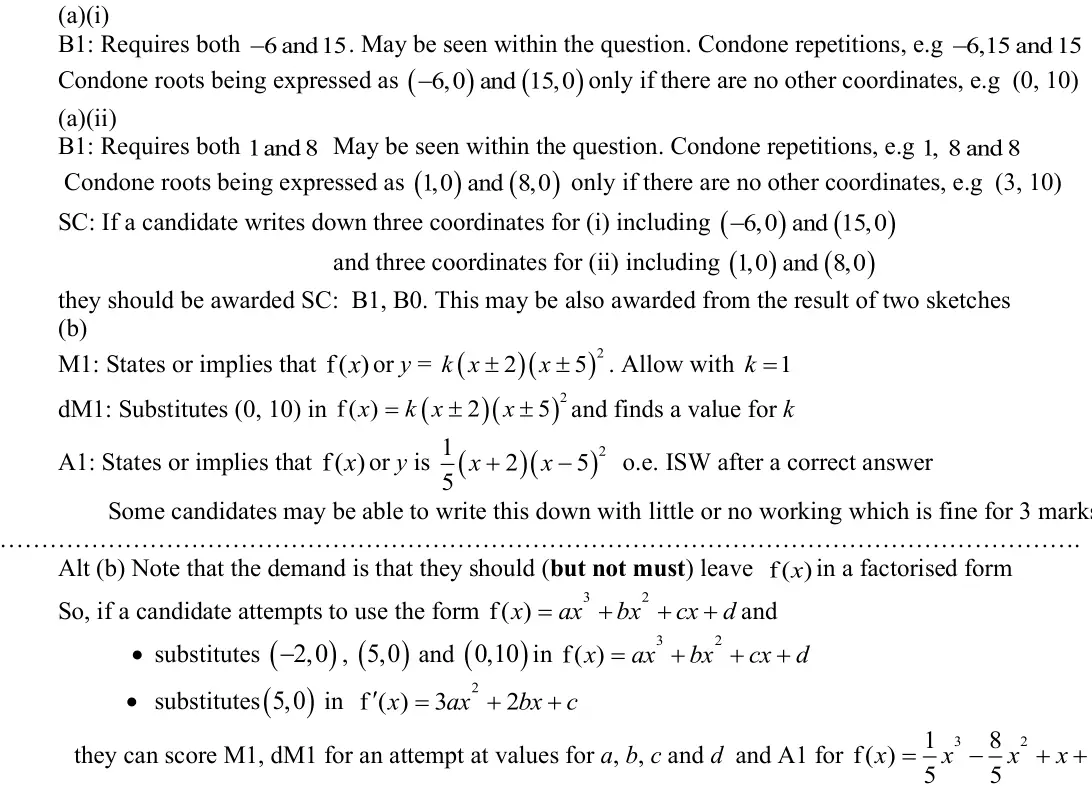 (a)(i)
B1: Requires both −6 and 15. May be seen within the question. Condone repetitions, e.g −6,15 and 15
Condone roots being expressed as (−6,0) and (15,0) only if there are no other coordinates, e.g (0, 10)
(a)(ii)
B1: Requires both 1 and 8 May be seen within the question. Condone repetitions, e.g 1, 8 and 8
Condone roots being expressed as (1,0) and (8,0) only if there are no other coordinates, e.g (3, 10)
SC: If a candidate writes down three coordinates for (i) including (−6,0) and (15,0)
and three coordinates for (ii) including (1,0) and (8,0)
they should be awarded SC: B1, B0. This may be also awarded from the result of two sketches
(b)
M1: States or implies that f(x) or y = k(x ± 2)(x ± 5)². Allow with k = 1
dM1: Substitutes (0, 10) in f(x) = k(x ± 2)(x ± 5)² and finds a value for k
A1: States or implies that f(x) or y is 1/5 (x + 2)(x − 5)² o.e. ISW after a correct answer
Some candidates may be able to write this down with little or no working which is fine for 3 marks
Alt (b) Note that the demand is that they should (but not must) leave f(x) in a factorised form
So, if a candidate attempts to use the form f(x) = ax³ + bx² + cx + d and
• substitutes (−2,0), (5,0) and (0,10) in f(x) = ax³ + bx² + cx + d
• substitutes (5,0) in f′(x) = 3ax² + 2bx + c
they can score M1, dM1 for an attempt at values for a, b, c and d and A1 for f(x) = 1/5 x³ − 8/5 x² + x +